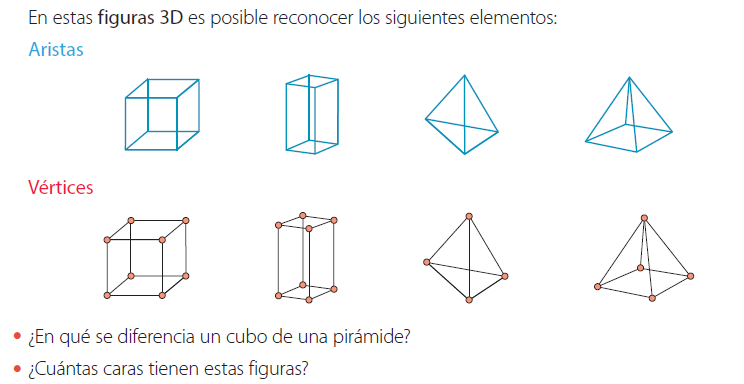 En estas figuras 3D es posible reconocer los siguientes elementos:
Aristas
Vértices
• ¿En qué se diferencia un cubo de una pirámide?
• ¿Cuántas caras tienen estas figuras?